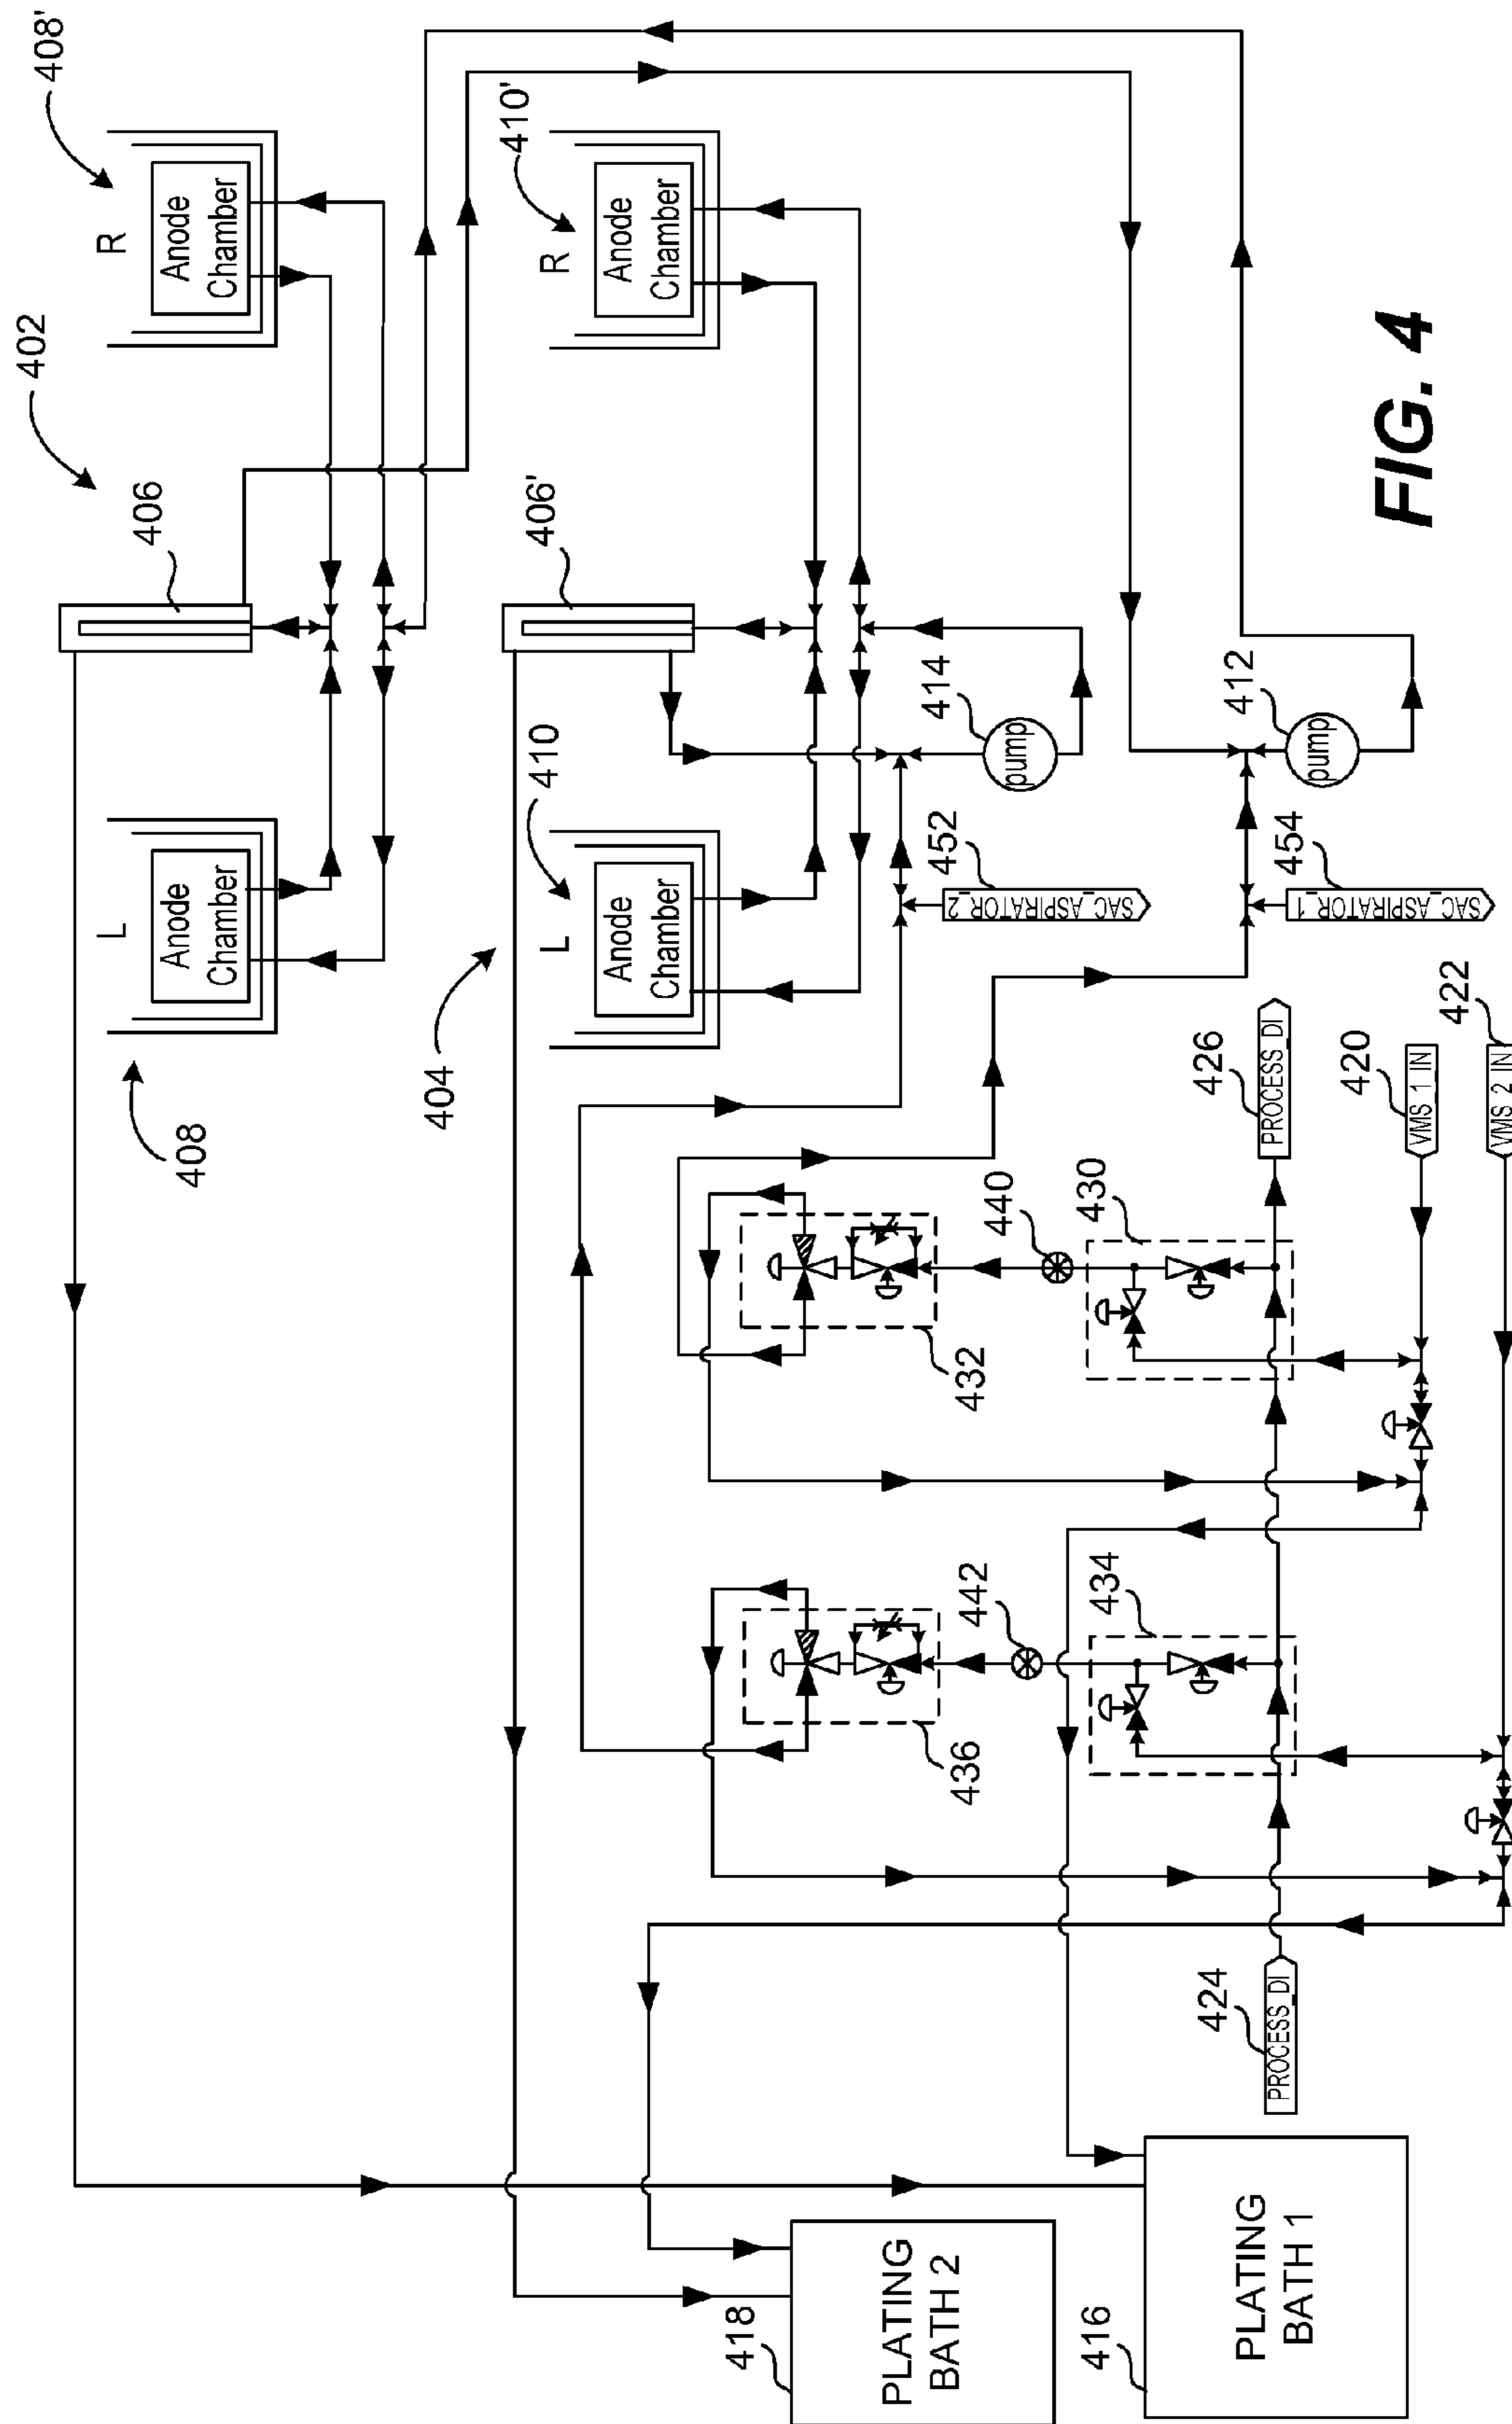 408'
402
R
Anode
Chamber
406
L
Anode
Chamber
408
410'
R
Anode
Chamber
406'
410
L
Anode
Chamber
404
414
pump
412
pump
452
SAC_ASPIRATOR_2
454
SAC_ASPIRATOR_1
426
PROCESS_DI
420
VMS_1_IN
422
VMS_2_IN
440
430
432
442
434
436
424
PROCESS_DI
418
PLATING
BATH 2
416
PLATING
BATH 1
FIG. 4